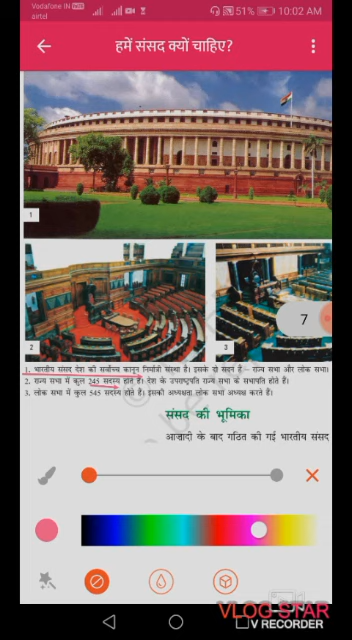 Vodafone IN
airtel
51%
10:02 AM
हमें संसद क्यों चाहिए?
1
2
3
7
1. भारतीय संसद देश की सर्वोच्च कानून निर्मात्री संस्था है। इसके दो सदन हैं - राज्य सभा और लोक सभा।
2. राज्य सभा में कुल 245 सदस्य होते हैं। देश के उपराष्ट्रपति राज्य सभा के सभापति होते हैं।
3. लोक सभा में कुल 545 सदस्य होते हैं। इसकी अध्यक्षता लोक सभा अध्यक्ष करते हैं।
संसद की भूमिका
आज़ादी के बाद गठित की गई भारतीय संसद
VLOG STAR
V RECORDER